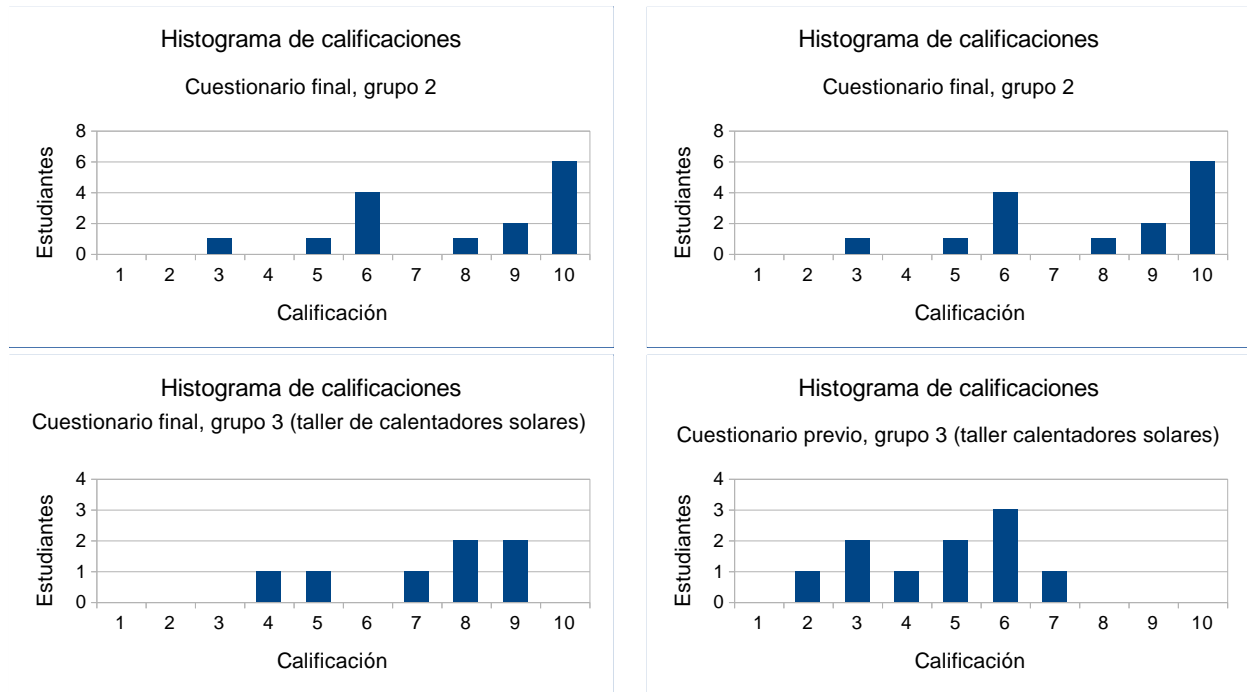 Histograma de calificaciones
Cuestionario final, grupo 2
Estudiantes
8
6
4
2
0
1 2 3 4 5 6 7 8 9 10
Calificación
Histograma de calificaciones
Cuestionario final, grupo 2
Estudiantes
8
6
4
2
0
1 2 3 4 5 6 7 8 9 10
Calificación
Histograma de calificaciones
Cuestionario final, grupo 3 (taller de calentadores solares)
Estudiantes
4
3
2
1
0
1 2 3 4 5 6 7 8 9 10
Calificación
Histograma de calificaciones
Cuestionario previo, grupo 3 (taller calentadores solares)
Estudiantes
4
3
2
1
0
1 2 3 4 5 6 7 8 9 10
Calificación